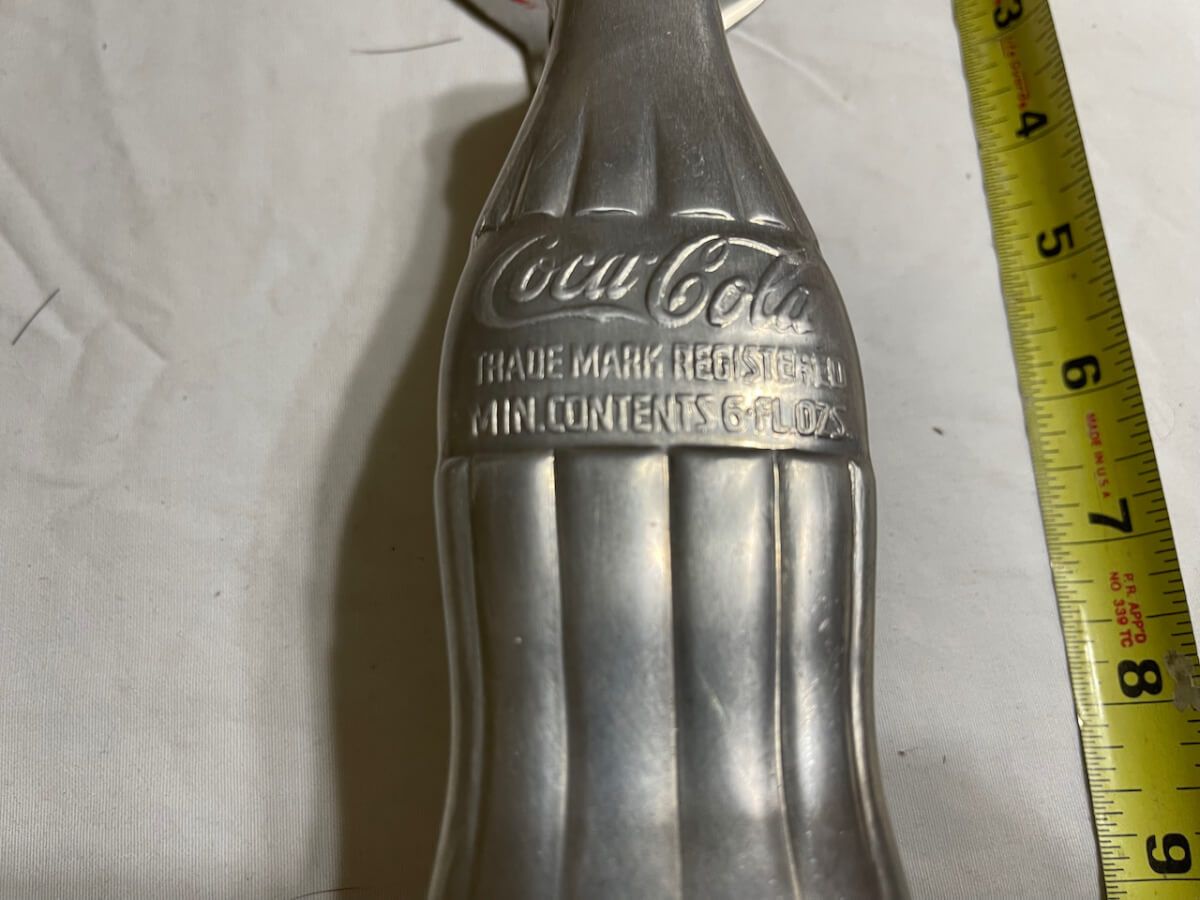 Coca-Cola
TRADE MARK REGISTERED
MIN. CONTENTS 6-FL.OZS.
3
4
5
6
MADE IN U.S.A.
7
P.R. APP'D
NO 339 TC
8
9